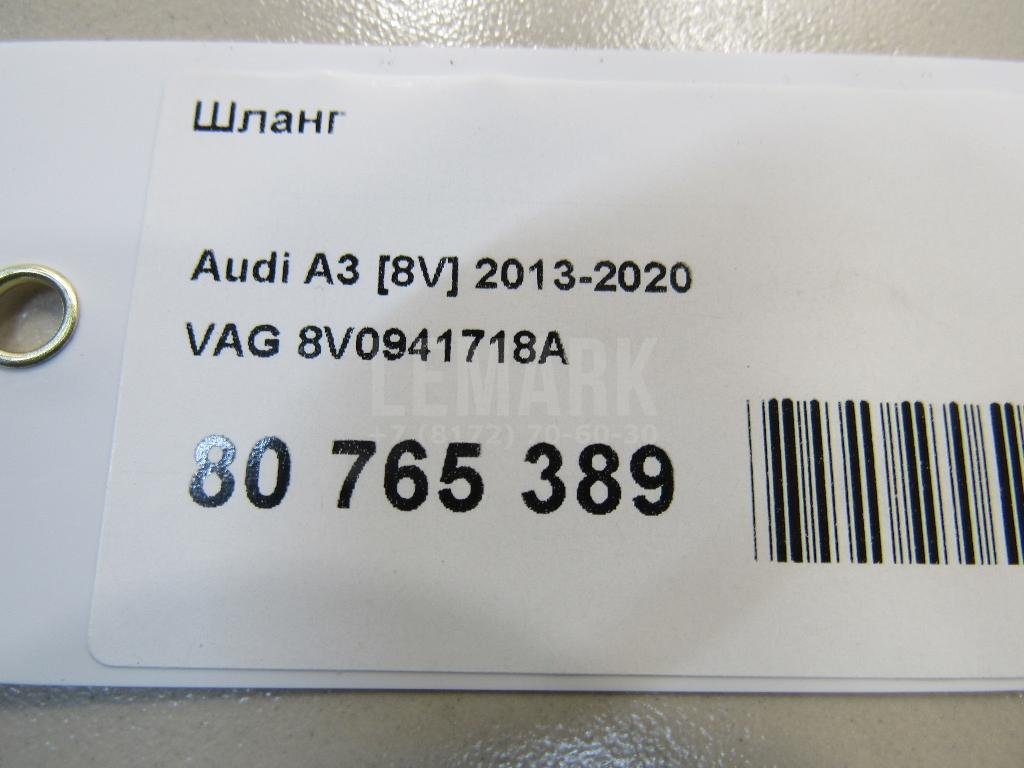 Шланг
Audi A3 [8V] 2013-2020
VAG 8V0941718A
LEMARK
+7 (8172) 70-60-30
80 765 389